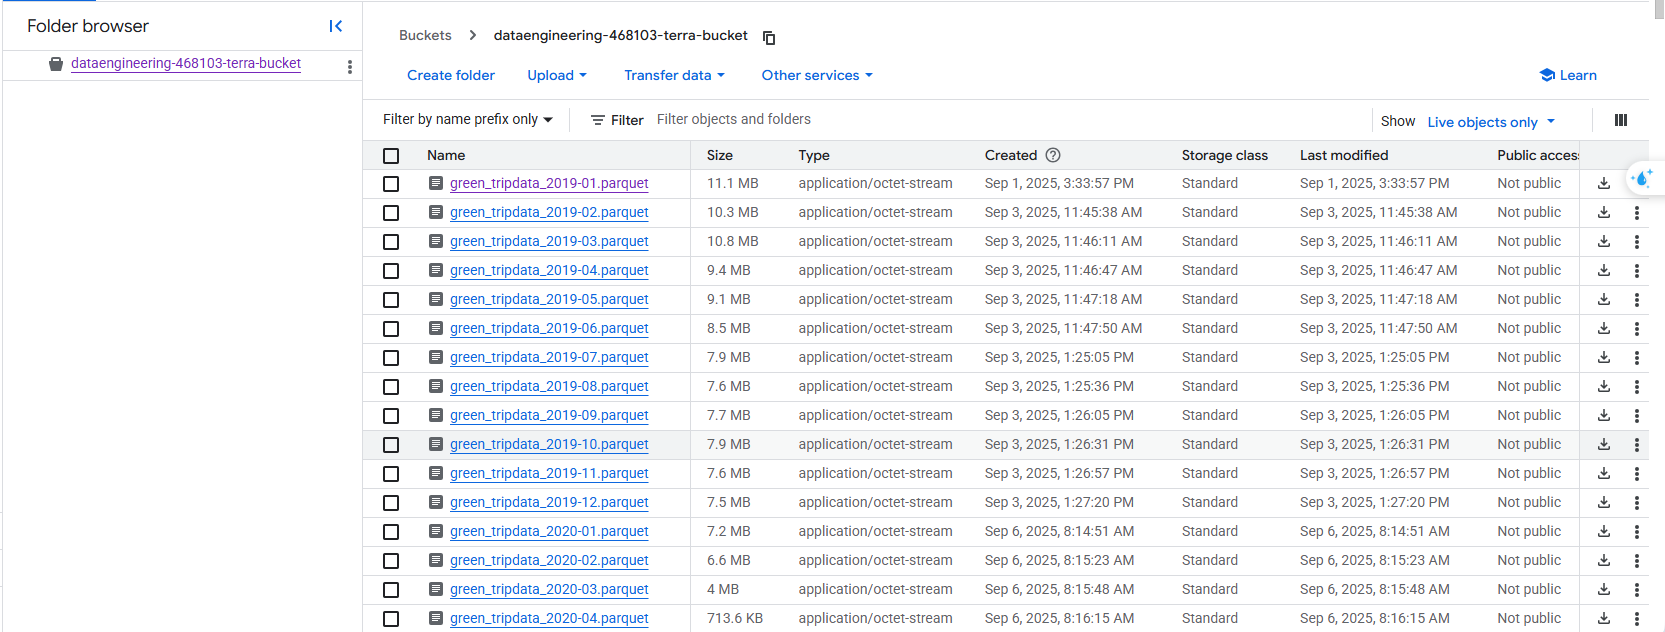 Folder browser
dataengineering-468103-terra-bucket
Buckets > dataengineering-468103-terra-bucket
Create folder Upload Transfer data Other services Learn
Filter by name prefix only Filter Filter objects and folders Show Live objects only
Name Size Type Created Storage class Last modified Public acces
green_tripdata_2019-01.parquet 11.1 MB application/octet-stream Sep 1, 2025, 3:33:57 PM Standard Sep 1, 2025, 3:33:57 PM Not public
green_tripdata_2019-02.parquet 10.3 MB application/octet-stream Sep 3, 2025, 11:45:38 AM Standard Sep 3, 2025, 11:45:38 AM Not public
green_tripdata_2019-03.parquet 10.8 MB application/octet-stream Sep 3, 2025, 11:46:11 AM Standard Sep 3, 2025, 11:46:11 AM Not public
green_tripdata_2019-04.parquet 9.4 MB application/octet-stream Sep 3, 2025, 11:46:47 AM Standard Sep 3, 2025, 11:46:47 AM Not public
green_tripdata_2019-05.parquet 9.1 MB application/octet-stream Sep 3, 2025, 11:47:18 AM Standard Sep 3, 2025, 11:47:18 AM Not public
green_tripdata_2019-06.parquet 8.5 MB application/octet-stream Sep 3, 2025, 11:47:50 AM Standard Sep 3, 2025, 11:47:50 AM Not public
green_tripdata_2019-07.parquet 7.9 MB application/octet-stream Sep 3, 2025, 1:25:05 PM Standard Sep 3, 2025, 1:25:05 PM Not public
green_tripdata_2019-08.parquet 7.6 MB application/octet-stream Sep 3, 2025, 1:25:36 PM Standard Sep 3, 2025, 1:25:36 PM Not public
green_tripdata_2019-09.parquet 7.7 MB application/octet-stream Sep 3, 2025, 1:26:05 PM Standard Sep 3, 2025, 1:26:05 PM Not public
green_tripdata_2019-10.parquet 7.9 MB application/octet-stream Sep 3, 2025, 1:26:31 PM Standard Sep 3, 2025, 1:26:31 PM Not public
green_tripdata_2019-11.parquet 7.6 MB application/octet-stream Sep 3, 2025, 1:26:57 PM Standard Sep 3, 2025, 1:26:57 PM Not public
green_tripdata_2019-12.parquet 7.5 MB application/octet-stream Sep 3, 2025, 1:27:20 PM Standard Sep 3, 2025, 1:27:20 PM Not public
green_tripdata_2020-01.parquet 7.2 MB application/octet-stream Sep 6, 2025, 8:14:51 AM Standard Sep 6, 2025, 8:14:51 AM Not public
green_tripdata_2020-02.parquet 6.6 MB application/octet-stream Sep 6, 2025, 8:15:23 AM Standard Sep 6, 2025, 8:15:23 AM Not public
green_tripdata_2020-03.parquet 4 MB application/octet-stream Sep 6, 2025, 8:15:48 AM Standard Sep 6, 2025, 8:15:48 AM Not public
green_tripdata_2020-04.parquet 713.6 KB application/octet-stream Sep 6, 2025, 8:16:15 AM Standard Sep 6, 2025, 8:16:15 AM Not public